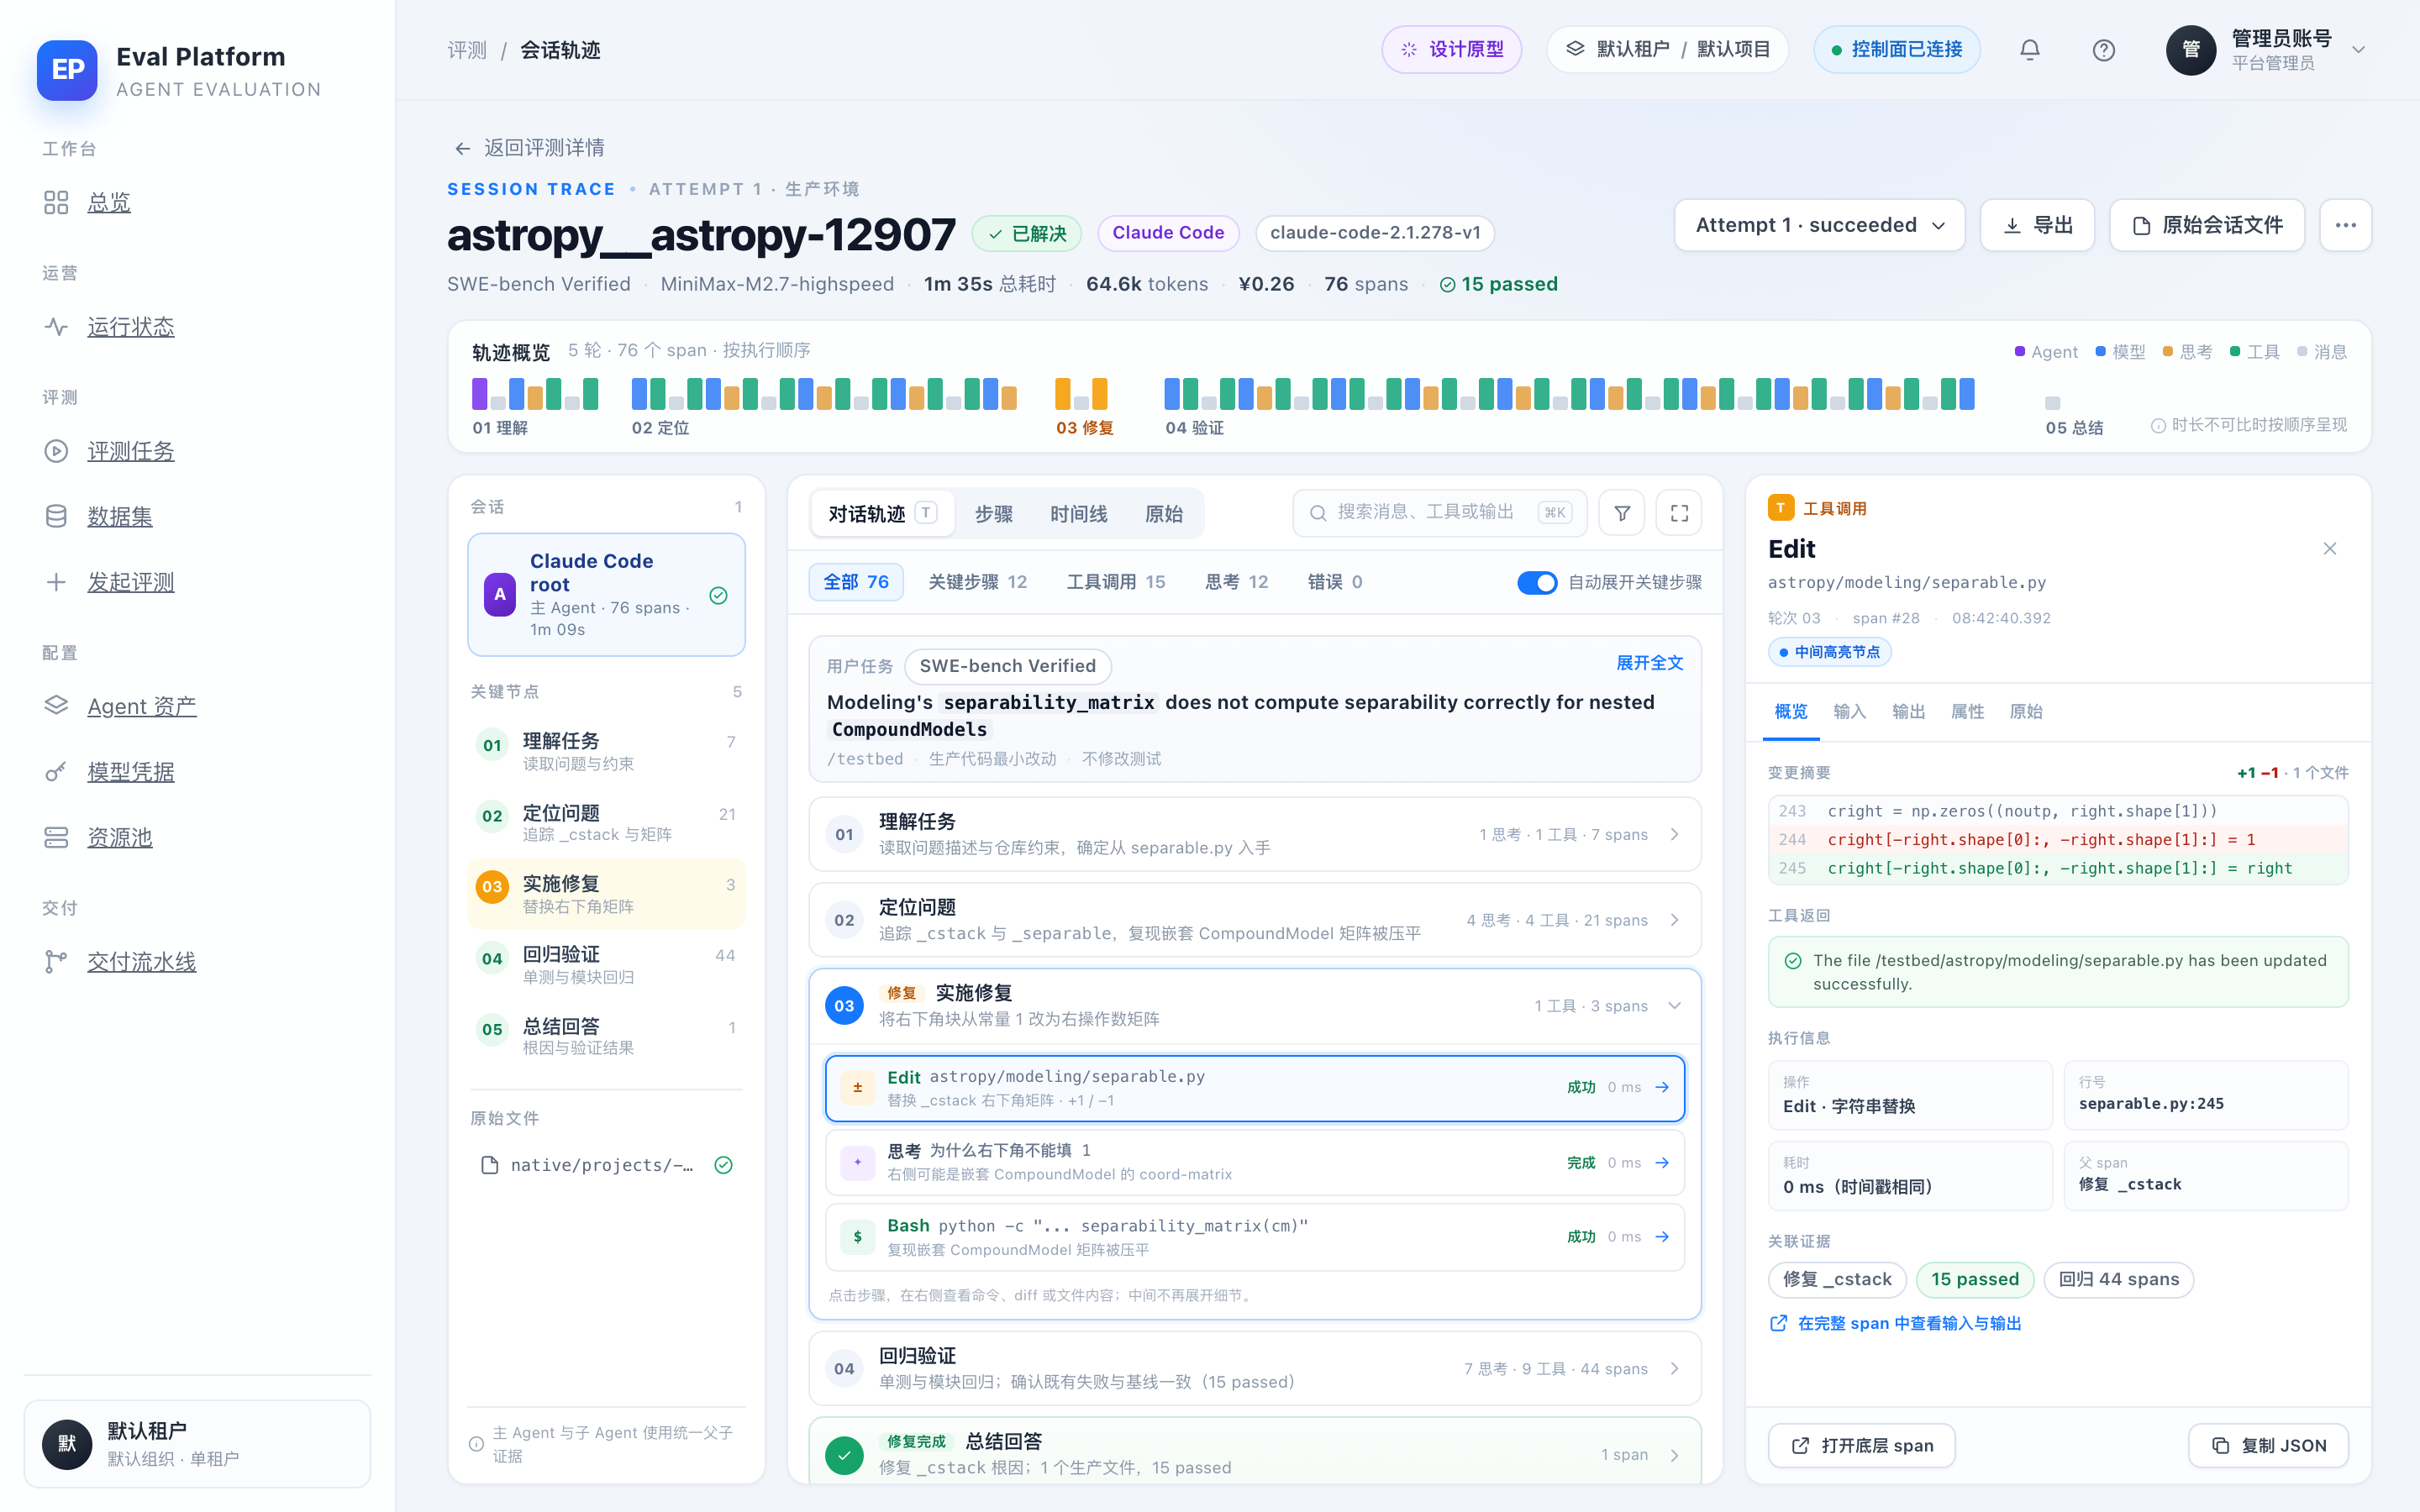 EP
Eval Platform
AGENT EVALUATION
工作台
总览
运营
运行状态
评测
评测任务
数据集
发起评测
配置
Agent 资产
模型凭据
资源池
交付
交付流水线
默
默认租户
默认组织 · 单租户
评测 / 会话轨迹
设计原型
默认租户 / 默认项目
控制面已连接
管
管理员账号
平台管理员
← 返回评测详情
SESSION TRACE • ATTEMPT 1 · 生产环境
astropy__astropy-12907
已解决
Claude Code
claude-code-2.1.278-v1
Attempt 1 · succeeded
导出
原始会话文件
SWE-bench Verified · MiniMax-M2.7-highspeed · 1m 35s 总耗时 · 64.6k tokens · ¥0.26 · 76 spans · 15 passed
轨迹概览 5 轮 · 76 个 span · 按执行顺序
Agent 模型 思考 工具 消息
01 理解
02 定位
03 修复
04 验证
05 总结
时长不可比时按顺序呈现
会话 1
A
Claude Code root
主 Agent · 76 spans ·
1m 09s
关键节点 5
01 理解任务 7
读取问题与约束
02 定位问题 21
追踪 _cstack 与矩阵
03 实施修复 3
替换右下角矩阵
04 回归验证 44
单测与模块回归
05 总结回答 1
根因与验证结果
原始文件
native/projects/-…
主 Agent 与子 Agent 使用统一父子
证据
对话轨迹 T
步骤
时间线
原始
搜索消息、工具或输出 ⌘K
全部 76
关键步骤 12
工具调用 15
思考 12
错误 0
自动展开关键步骤
用户任务 SWE-bench Verified 展开全文
Modeling's separability_matrix does not compute separability correctly for nested
CompoundModels
/testbed · 生产代码最小改动 · 不修改测试
01 理解任务
读取问题描述与仓库约束，确定从 separable.py 入手
1 思考 · 1 工具 · 7 spans
02 定位问题
追踪 _cstack 与 _separable，复现嵌套 CompoundModel 矩阵被压平
4 思考 · 4 工具 · 21 spans
03 修复 实施修复
将右下角块从常量 1 改为右操作数矩阵
1 工具 · 3 spans
± Edit astropy/modeling/separable.py
替换 _cstack 右下角矩阵 · +1 / −1
成功 0 ms →
思考 为什么右下角不能填 1
右侧可能是嵌套 CompoundModel 的 coord-matrix
完成 0 ms →
$ Bash python -c "... separability_matrix(cm)"
复现嵌套 CompoundModel 矩阵被压平
成功 0 ms →
点击步骤，在右侧查看命令、diff 或文件内容；中间不再展开细节。
04 回归验证
单测与模块回归；确认既有失败与基线一致（15 passed）
7 思考 · 9 工具 · 44 spans
修复完成 总结回答
修复 _cstack 根因；1 个生产文件，15 passed
1 span
T 工具调用
Edit
astropy/modeling/separable.py
轮次 03 · span #28 · 08:42:40.392
中间高亮节点
概览 输入 输出 属性 原始
变更摘要 +1 −1 · 1 个文件
243 cright = np.zeros((noutp, right.shape[1]))
244 cright[-right.shape[0]:, -right.shape[1]:] = 1
245 cright[-right.shape[0]:, -right.shape[1]:] = right
工具返回
The file /testbed/astropy/modeling/separable.py has been updated
successfully.
执行信息
操作
Edit · 字符串替换
行号
separable.py:245
耗时
0 ms（时间戳相同）
父 span
修复 _cstack
关联证据
修复 _cstack
15 passed
回归 44 spans
在完整 span 中查看输入与输出
打开底层 span
复制 JSON